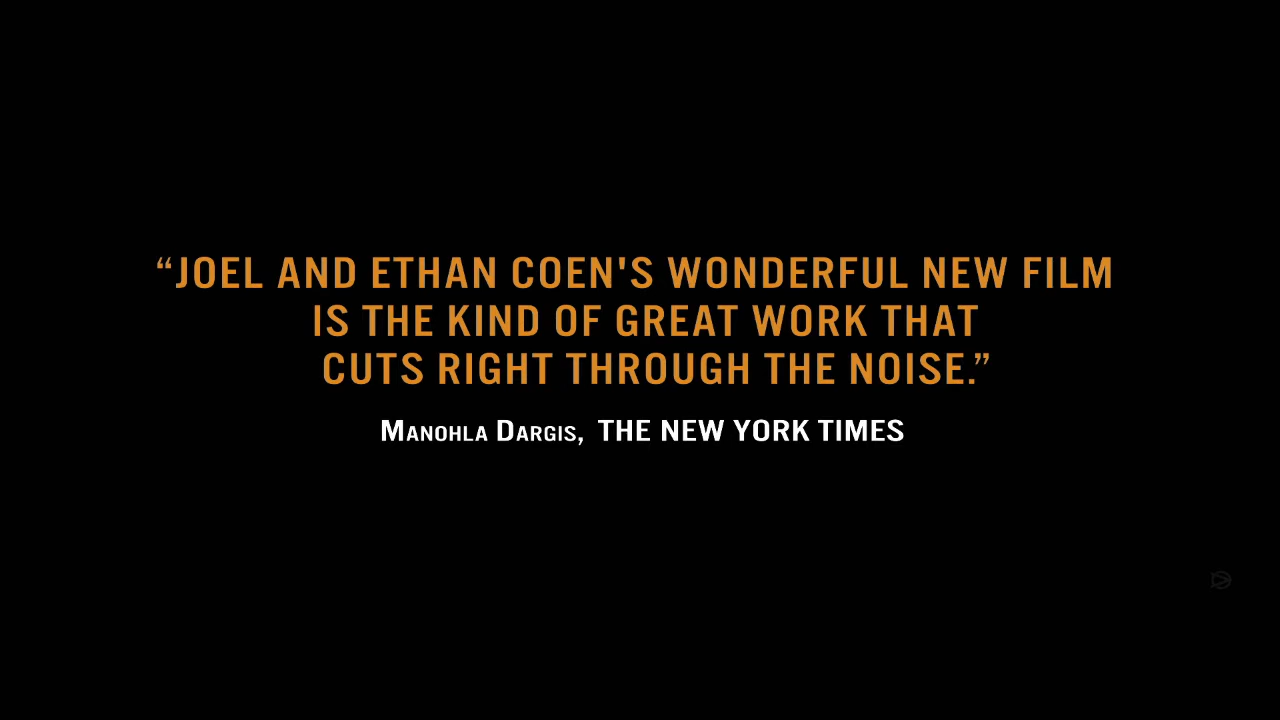 “JOEL AND ETHAN COEN'S WONDERFUL NEW FILM
IS THE KIND OF GREAT WORK THAT
CUTS RIGHT THROUGH THE NOISE.”
MANOHLA DARGIS, THE NEW YORK TIMES